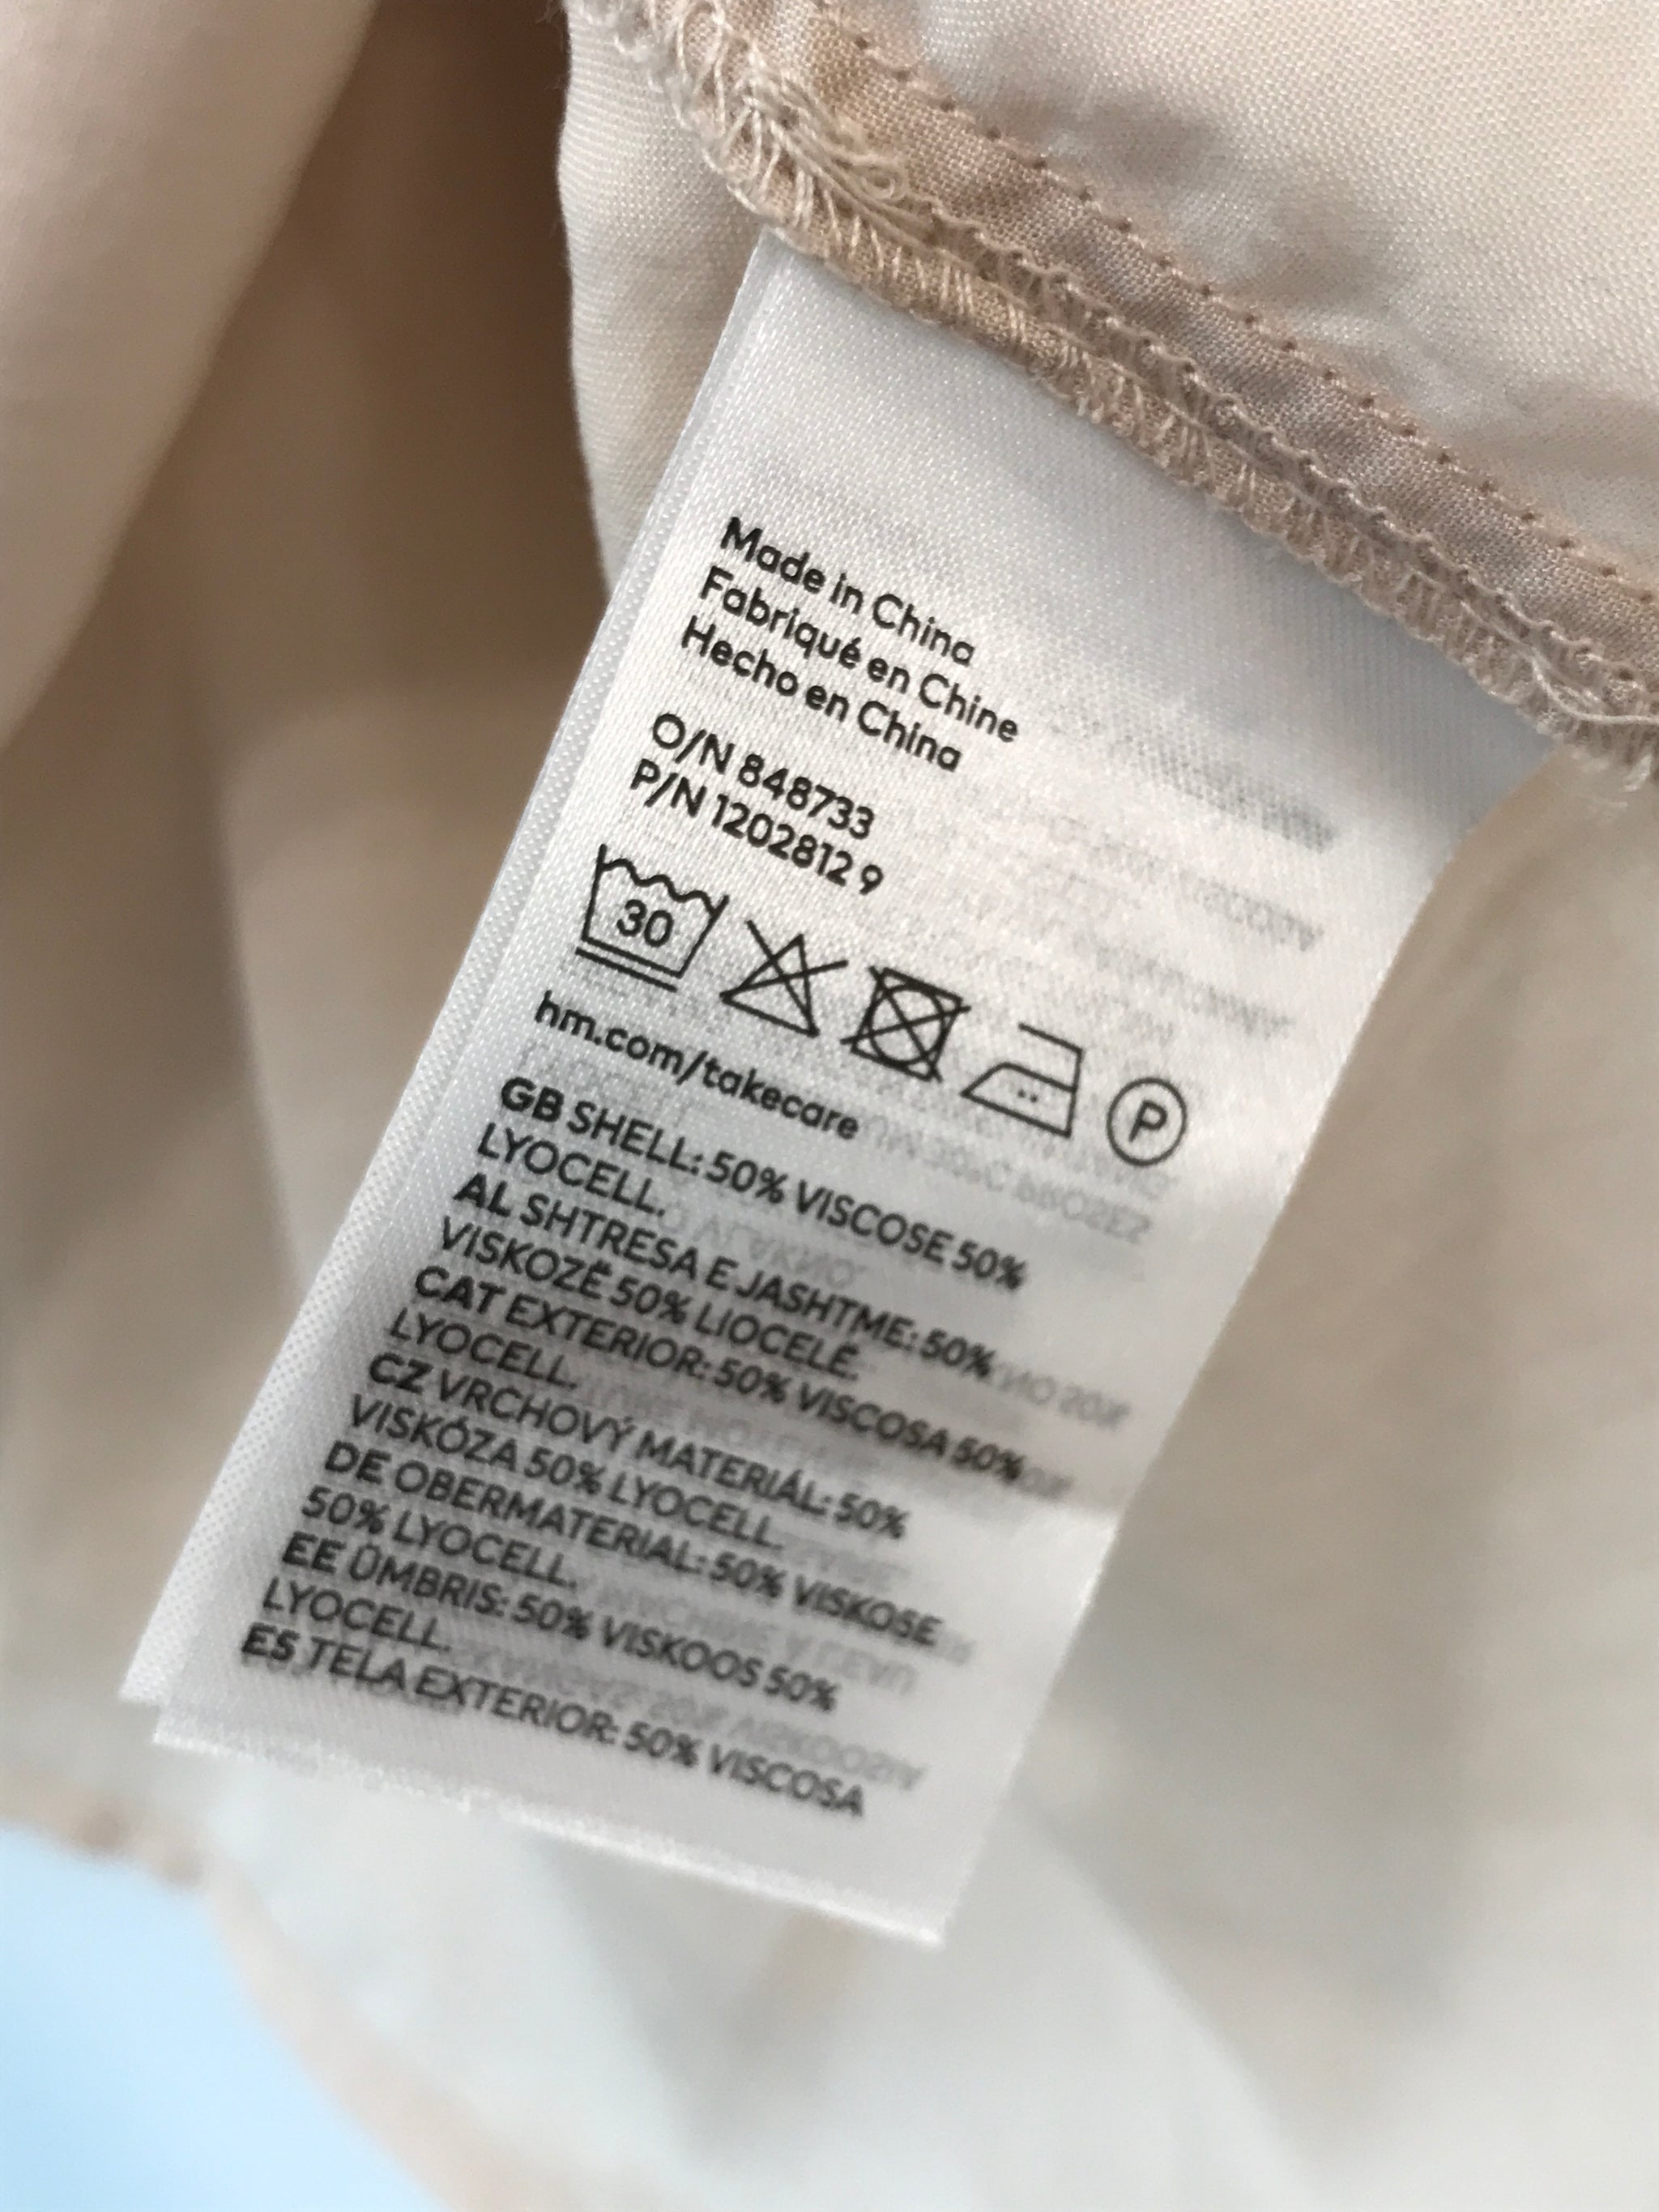 Made in China
Fabriqué en Chine
Hecho en China
O/N 848733
P/N 1202812 9
30
P
hm.com/takecare
GB SHELL: 50% VISCOSE 50%
LYOCELL.
AL SHTRESA E JASHTME: 50%
VISKOZË 50% LIOCELË.
CAT EXTERIOR: 50% VISCOSA 50%
LYOCELL.
CZ VRCHOVÝ MATERIÁL: 50%
VISKÓZA 50% LYOCELL.
DE OBERMATERIAL: 50% VISKOSE
50% LYOCELL.
EE ÜMBRIS: 50% VISKOOS 50%
LYOCELL.
ES TELA EXTERIOR: 50% VISCOSA